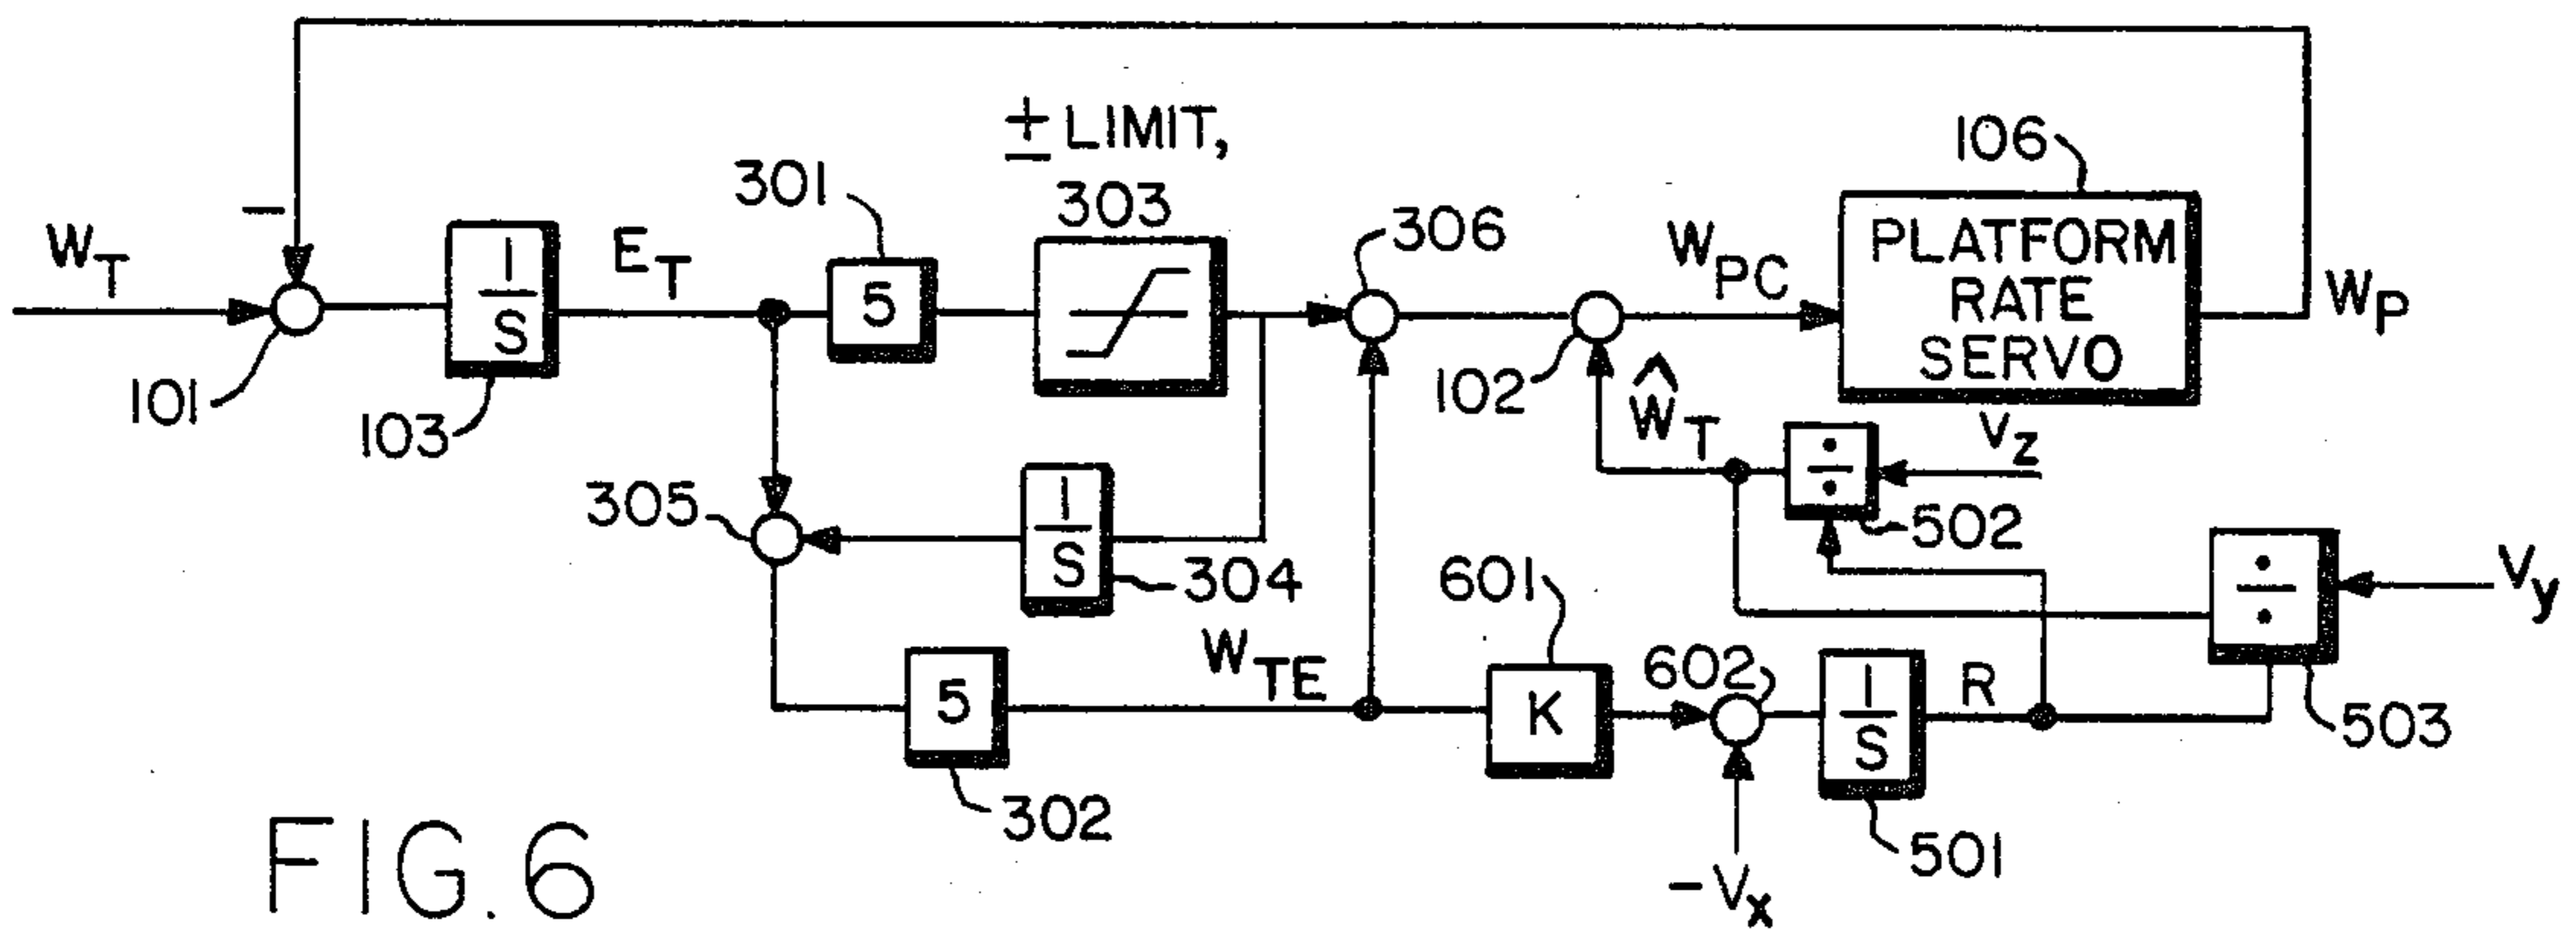 ± LIMIT,
106
301
303
306
W_T
−
1/S
E_T
5
W_PC
PLATFORM
RATE
SERVO
W_P
101
103
102
Ŵ_T
V_Z
÷
305
1/S
304
502
601
÷
V_y
W_TE
602
5
K
1/S
R
503
302
501
−V_x
FIG. 6